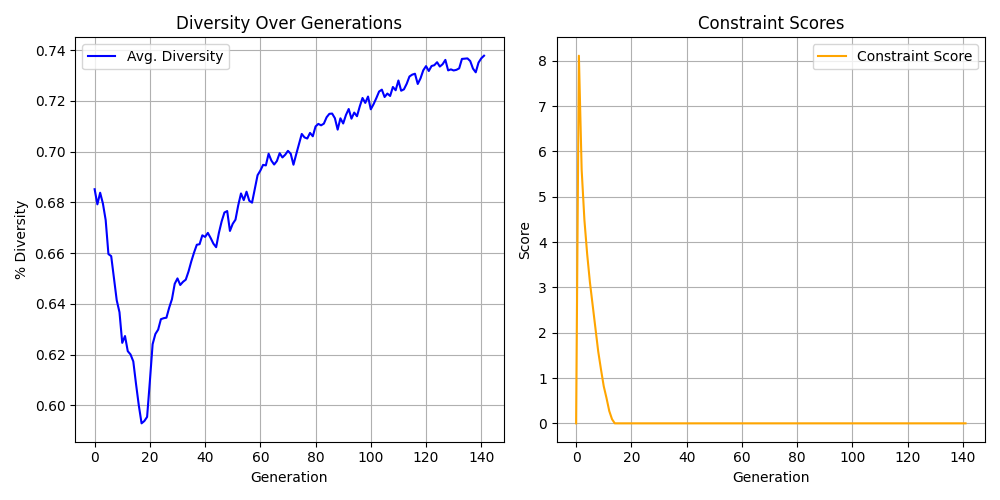 Diversity Over Generations
Avg. Diversity
0.74
0.72
0.70
0.68
0.66
0.64
0.62
0.60
% Diversity
0 20 40 60 80 100 120 140
Generation
Constraint Scores
Constraint Score
8
7
6
5
4
3
2
1
0
Score
0 20 40 60 80 100 120 140
Generation